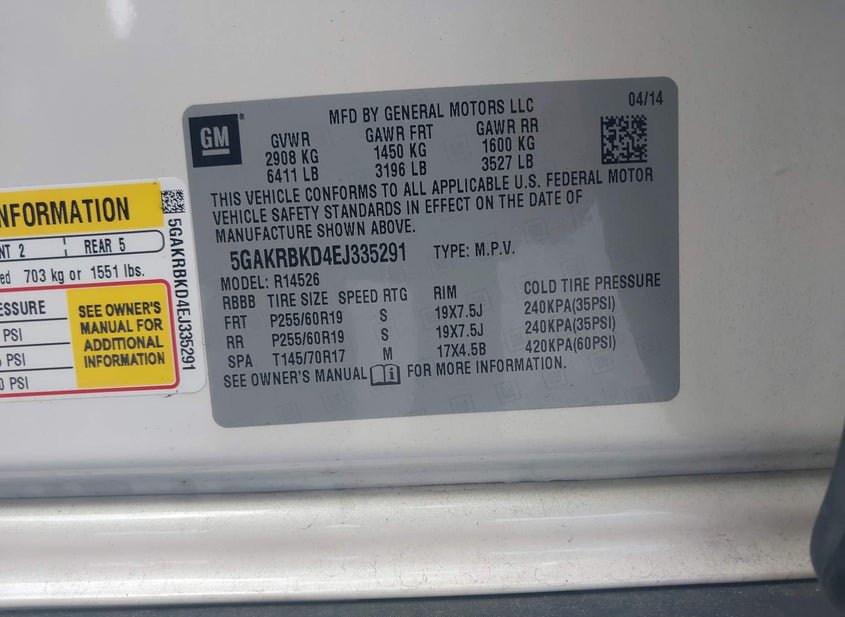 GM
®
MFD BY GENERAL MOTORS LLC
04/14
GVWR GAWR FRT GAWR RR
2908 KG 1450 KG 1600 KG
6411 LB 3196 LB 3527 LB
THIS VEHICLE CONFORMS TO ALL APPLICABLE U.S. FEDERAL MOTOR
VEHICLE SAFETY STANDARDS IN EFFECT ON THE DATE OF
MANUFACTURE SHOWN ABOVE.
5GAKRBKD4EJ335291 TYPE: M.P.V.
MODEL: R14526
RBBB TIRE SIZE SPEED RTG RIM COLD TIRE PRESSURE
FRT P255/60R19 S 19X7.5J 240KPA(35PSI)
RR P255/60R19 S 19X7.5J 240KPA(35PSI)
SPA T145/70R17 M 17X4.5B 420KPA(60PSI)
SEE OWNER'S MANUAL i FOR MORE INFORMATION.
NFORMATION
NT 2 REAR 5
ed 703 kg or 1551 lbs.
ESSURE
PSI
PSI
0 PSI
SEE OWNER'S
MANUAL FOR
ADDITIONAL
INFORMATION
5GAKRBKD4EJ335291